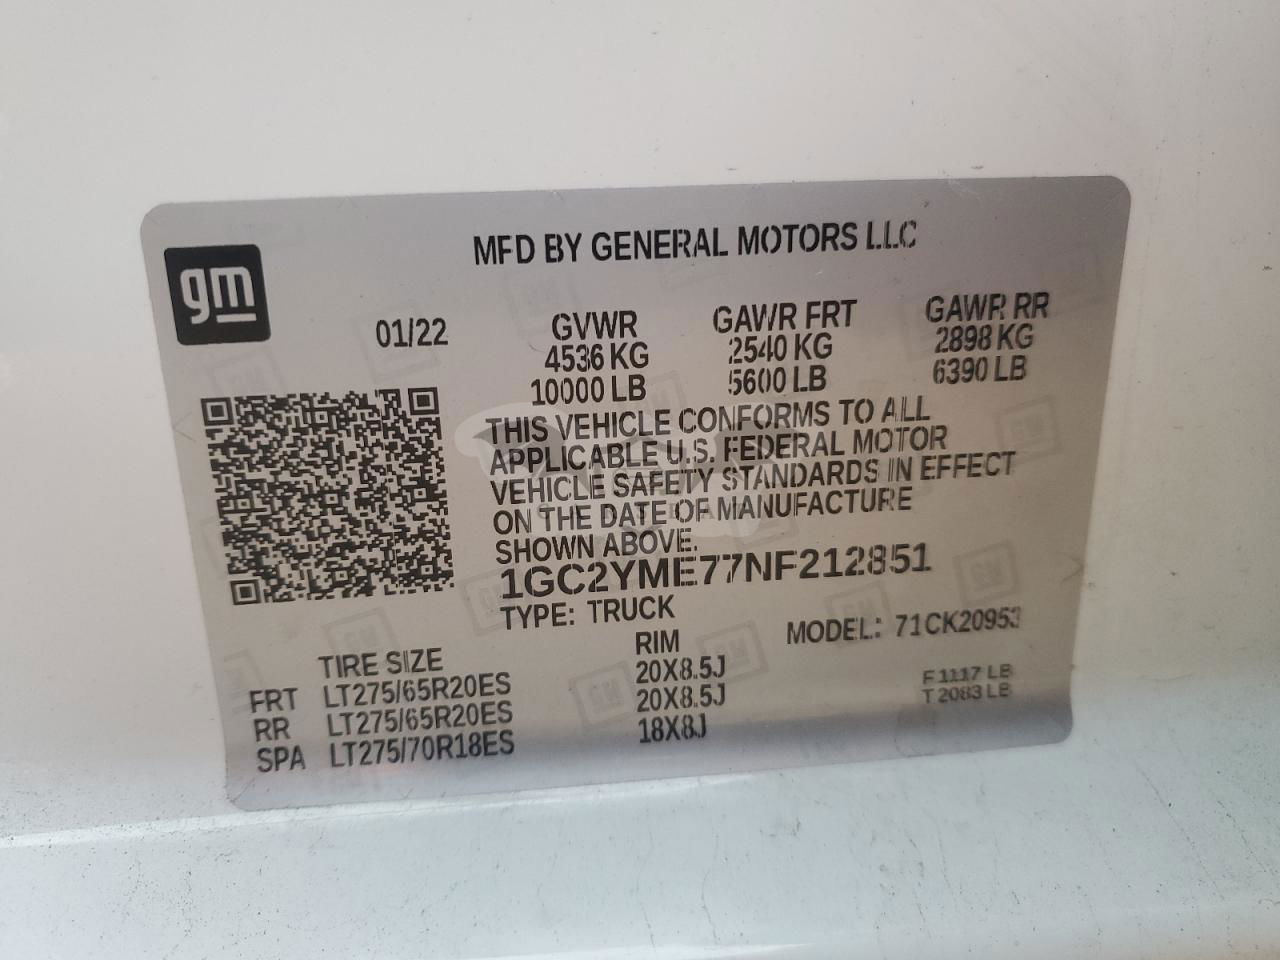 MFD BY GENERAL MOTORS LLC
gm
01/22 GVWR GAWR FRT GAWR RR
4536 KG 2540 KG 2898 KG
10000 LB 5600 LB 6390 LB
THIS VEHICLE CONFORMS TO ALL
APPLICABLE U.S. FEDERAL MOTOR
VEHICLE SAFETY STANDARDS IN EFFECT
ON THE DATE OF MANUFACTURE
SHOWN ABOVE.
1GC2YME77NF212851
TYPE: TRUCK
MODEL: 71CK20953
TIRE SIZE RIM
FRT LT275/65R20ES 20X8.5J
RR LT275/65R20ES 20X8.5J
SPA LT275/70R18ES 18X8J
F 1117 LB
T 2083 LB